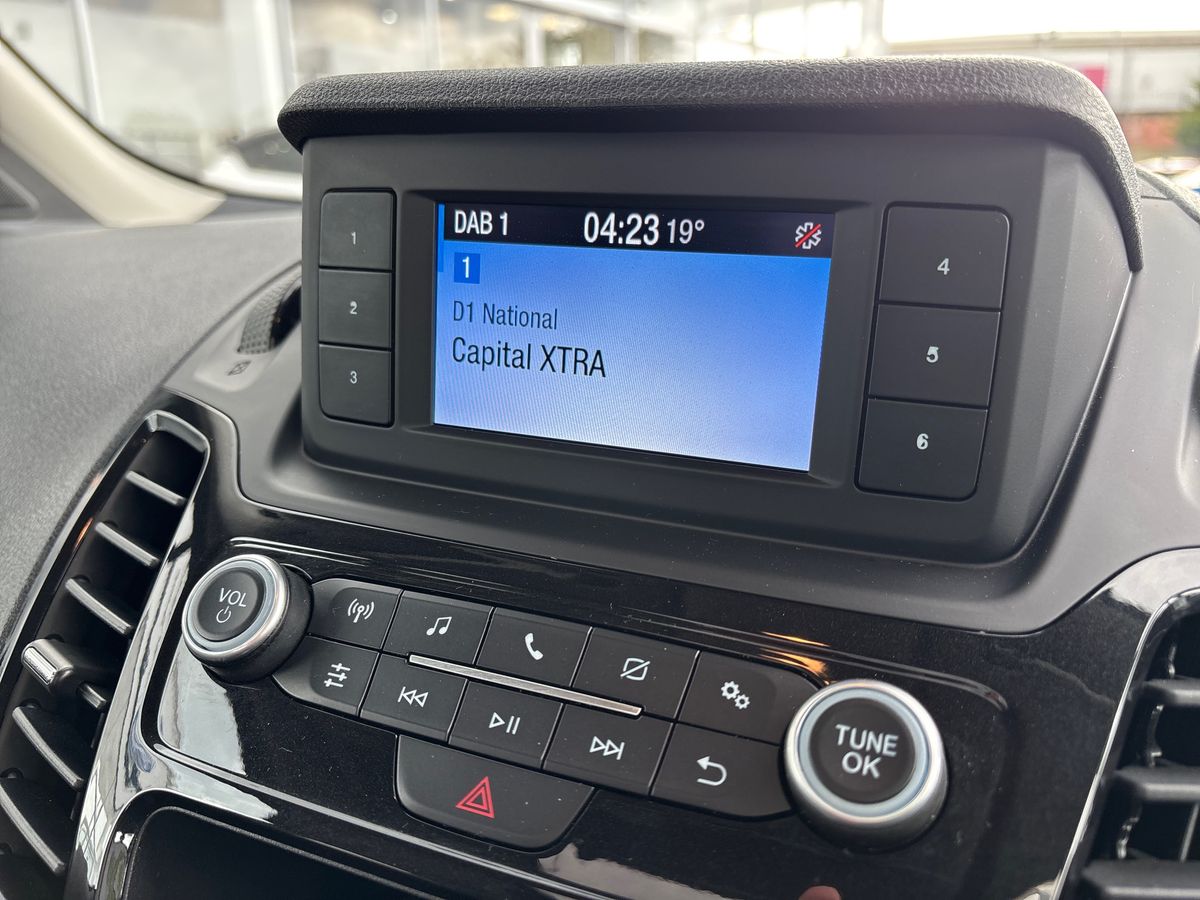 DAB 1 04:23 19°
1
D1 National
Capital XTRA
1
2
3
4
5
6
VOL
TUNE
OK